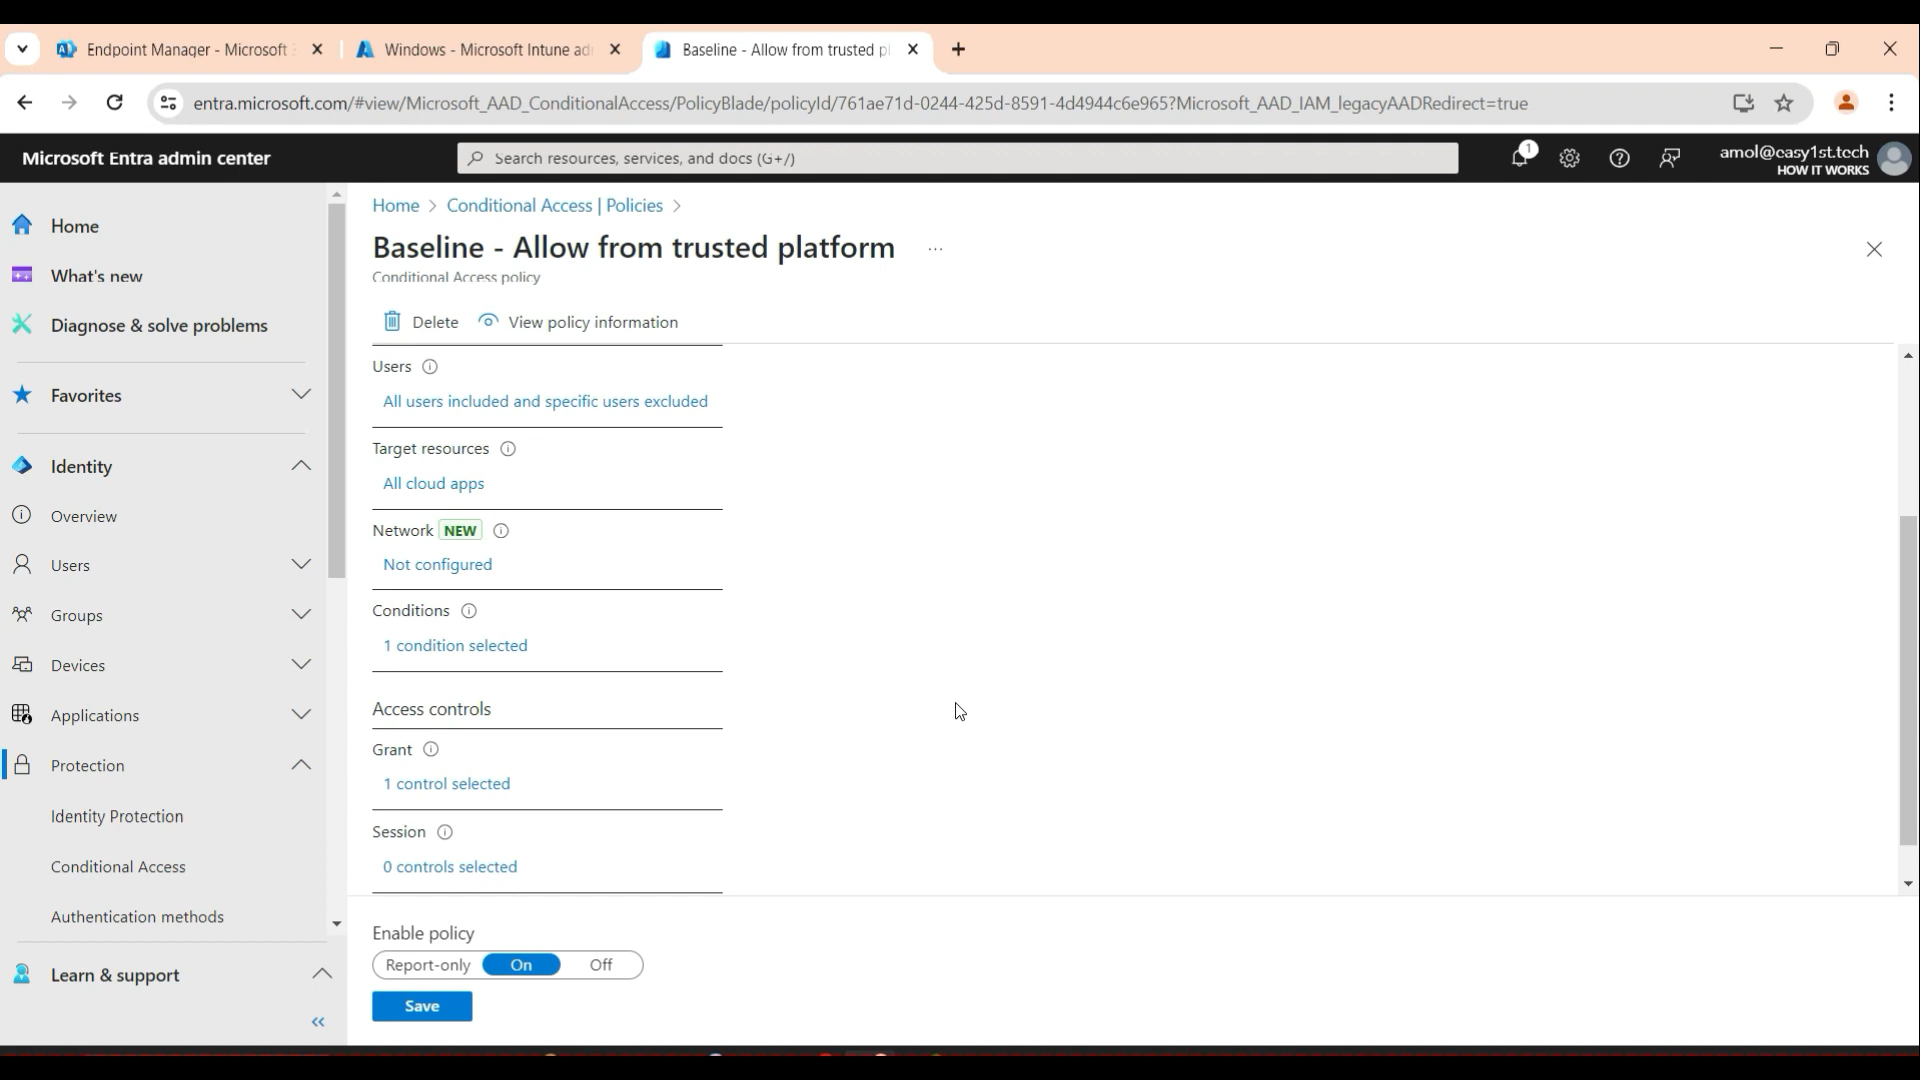 Endpoint Manager - Microsoft
Windows - Microsoft Intune ad
Baseline - Allow from trusted pl
entra.microsoft.com/#view/Microsoft_AAD_ConditionalAccess/PolicyBlade/policyId/761ae71d-0244-425d-8591-4d4944c6e965?Microsoft_AAD_IAM_legacyAADRedirect=true
Microsoft Entra admin center
Search resources, services, and docs (G+/)
1
amol@easy1st.tech
HOW IT WORKS
Home
What's new
Diagnose & solve problems
Favorites
Identity
Overview
Users
Groups
Devices
Applications
Protection
Identity Protection
Conditional Access
Authentication methods
Learn & support
Home > Conditional Access | Policies >
Baseline - Allow from trusted platform ...
Conditional Access policy
Delete
View policy information
Users
All users included and specific users excluded
Target resources
All cloud apps
Network NEW
Not configured
Conditions
1 condition selected
Access controls
Grant
1 control selected
Session
0 controls selected
Enable policy
Report-only On Off
Save